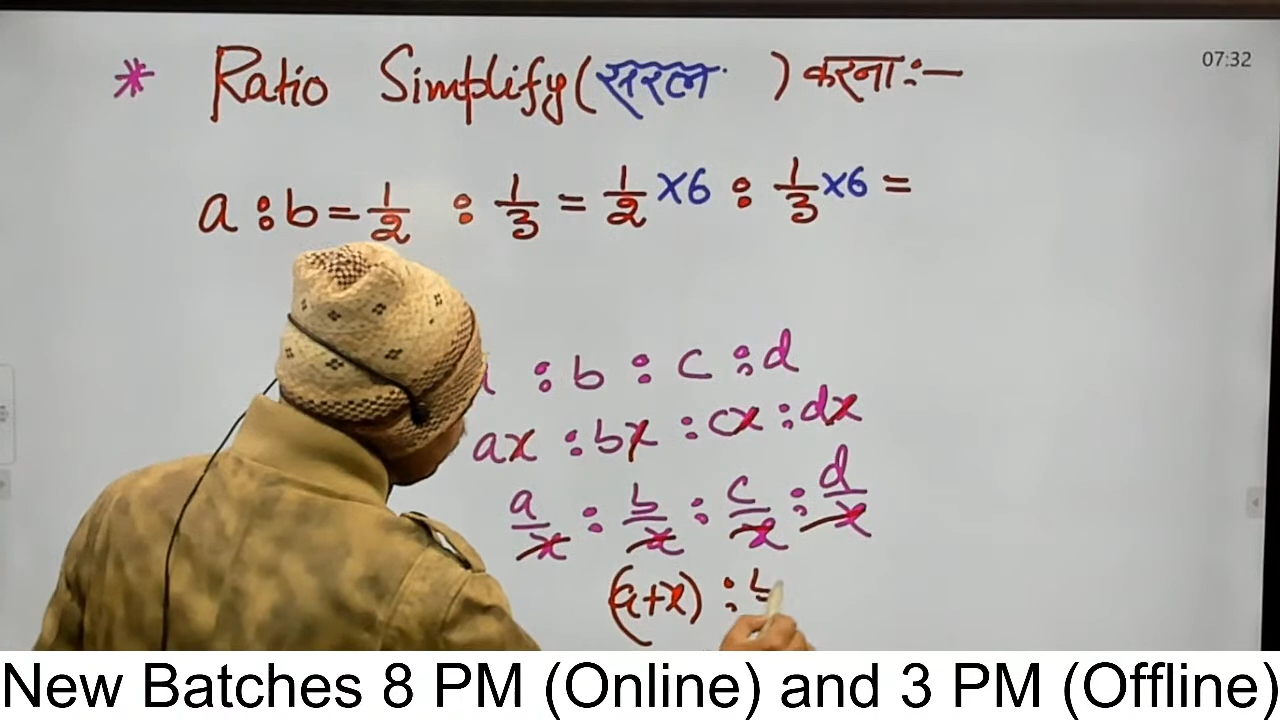 07:32
* Ratio Simplify (सरल ) करना :-
a : b = 1/2 : 1/3 = 1/2 ×6 : 1/3 ×6 =
: b : c : d
ax : bx : cx : dx
a/x : b/x : c/x : d/x
(a+x) : b
New Batches 8 PM (Online) and 3 PM (Offline)